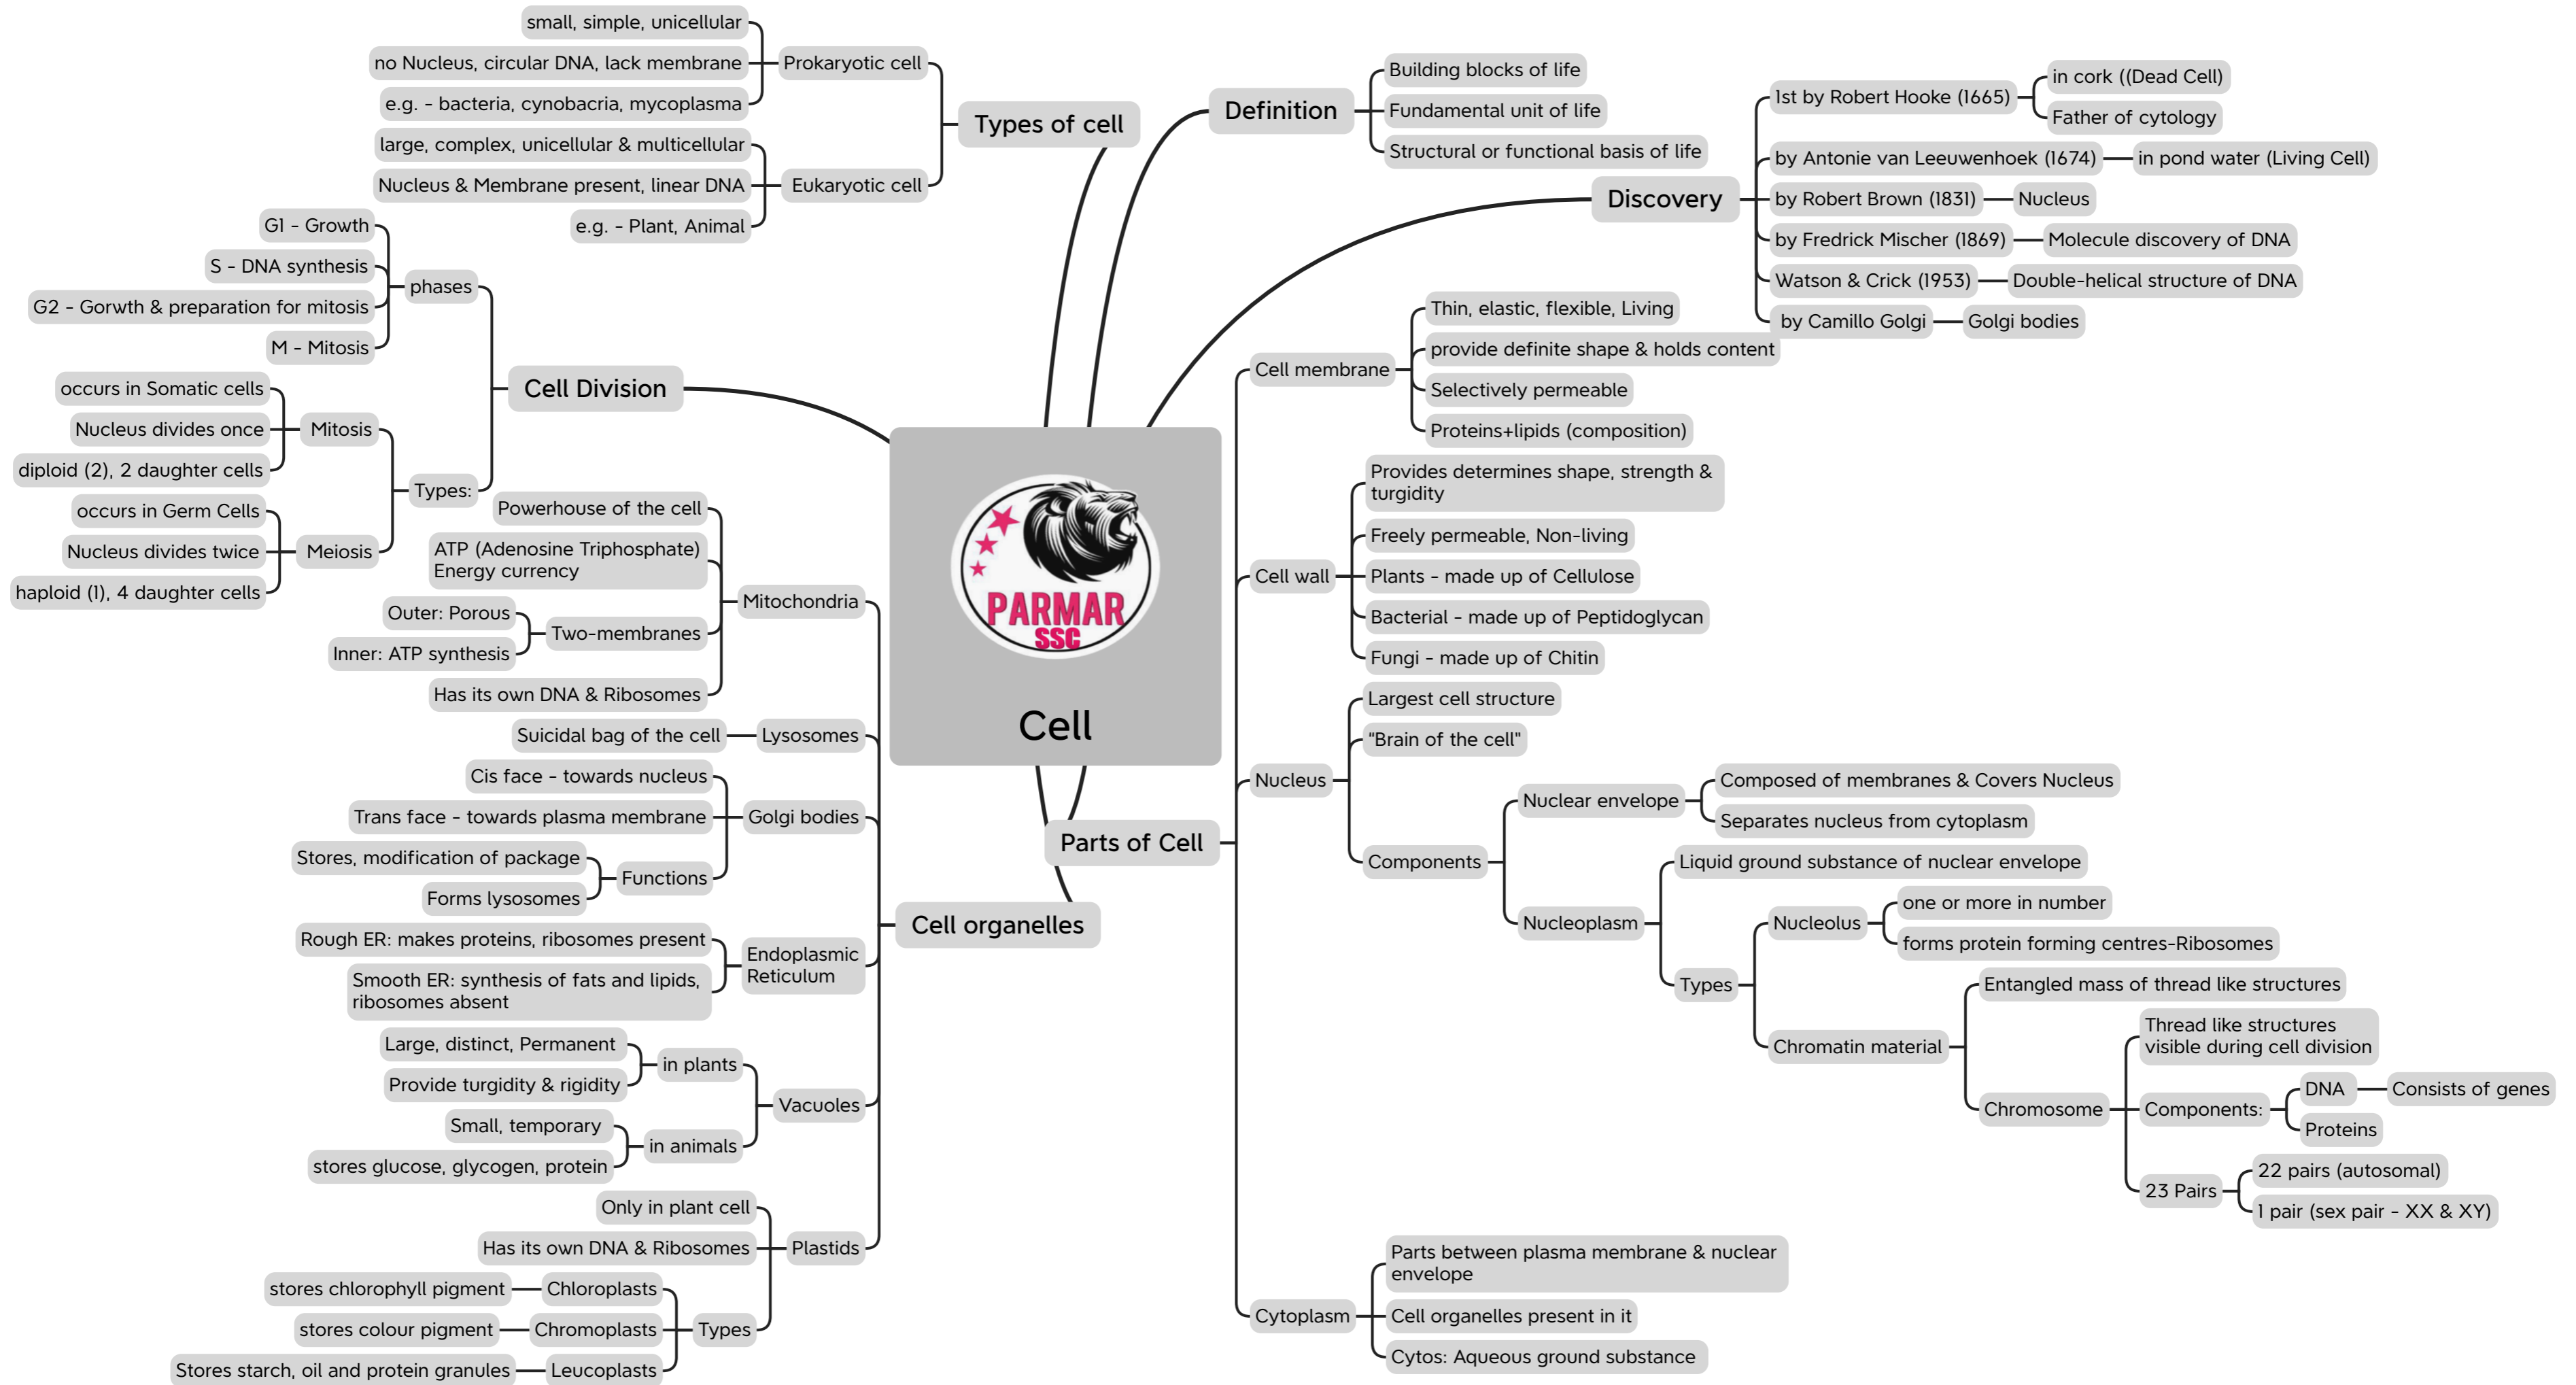 Cell
PARMAR
SSC
Definition
Building blocks of life
Fundamental unit of life
Structural or functional basis of life
Discovery
1st by Robert Hooke (1665)
in cork ((Dead Cell)
Father of cytology
by Antonie van Leeuwenhoek (1674)
in pond water (Living Cell)
by Robert Brown (1831)
Nucleus
by Fredrick Mischer (1869)
Molecule discovery of DNA
Watson & Crick (1953)
Double-helical structure of DNA
by Camillo Golgi
Golgi bodies
Parts of Cell
Cell membrane
Thin, elastic, flexible, Living
provide definite shape & holds content
Selectively permeable
Proteins+lipids (composition)
Cell wall
Provides determines shape, strength &
turgidity
Freely permeable, Non-living
Plants - made up of Cellulose
Bacterial - made up of Peptidoglycan
Fungi - made up of Chitin
Nucleus
Largest cell structure
"Brain of the cell"
Components
Nuclear envelope
Composed of membranes & Covers Nucleus
Separates nucleus from cytoplasm
Nucleoplasm
Liquid ground substance of nuclear envelope
Types
Nucleolus
one or more in number
forms protein forming centres-Ribosomes
Chromatin material
Entangled mass of thread like structures
Chromosome
Thread like structures
visible during cell division
Components:
DNA
Consists of genes
Proteins
23 Pairs
22 pairs (autosomal)
1 pair (sex pair - XX & XY)
Cytoplasm
Parts between plasma membrane & nuclear
envelope
Cell organelles present in it
Cytos: Aqueous ground substance
Types of cell
Prokaryotic cell
small, simple, unicellular
no Nucleus, circular DNA, lack membrane
e.g. - bacteria, cynobacria, mycoplasma
Eukaryotic cell
large, complex, unicellular & multicellular
Nucleus & Membrane present, linear DNA
e.g. - Plant, Animal
Cell Division
phases
G1 - Growth
S - DNA synthesis
G2 - Gorwth & preparation for mitosis
M - Mitosis
Types:
Mitosis
occurs in Somatic cells
Nucleus divides once
diploid (2), 2 daughter cells
Meiosis
occurs in Germ Cells
Nucleus divides twice
haploid (1), 4 daughter cells
Cell organelles
Mitochondria
Powerhouse of the cell
ATP (Adenosine Triphosphate)
Energy currency
Two-membranes
Outer: Porous
Inner: ATP synthesis
Has its own DNA & Ribosomes
Lysosomes
Suicidal bag of the cell
Golgi bodies
Cis face - towards nucleus
Trans face - towards plasma membrane
Functions
Stores, modification of package
Forms lysosomes
Endoplasmic
Reticulum
Rough ER: makes proteins, ribosomes present
Smooth ER: synthesis of fats and lipids,
ribosomes absent
Vacuoles
in plants
Large, distinct, Permanent
Provide turgidity & rigidity
in animals
Small, temporary
stores glucose, glycogen, protein
Plastids
Only in plant cell
Has its own DNA & Ribosomes
Types
Chloroplasts
stores chlorophyll pigment
Chromoplasts
stores colour pigment
Leucoplasts
Stores starch, oil and protein granules